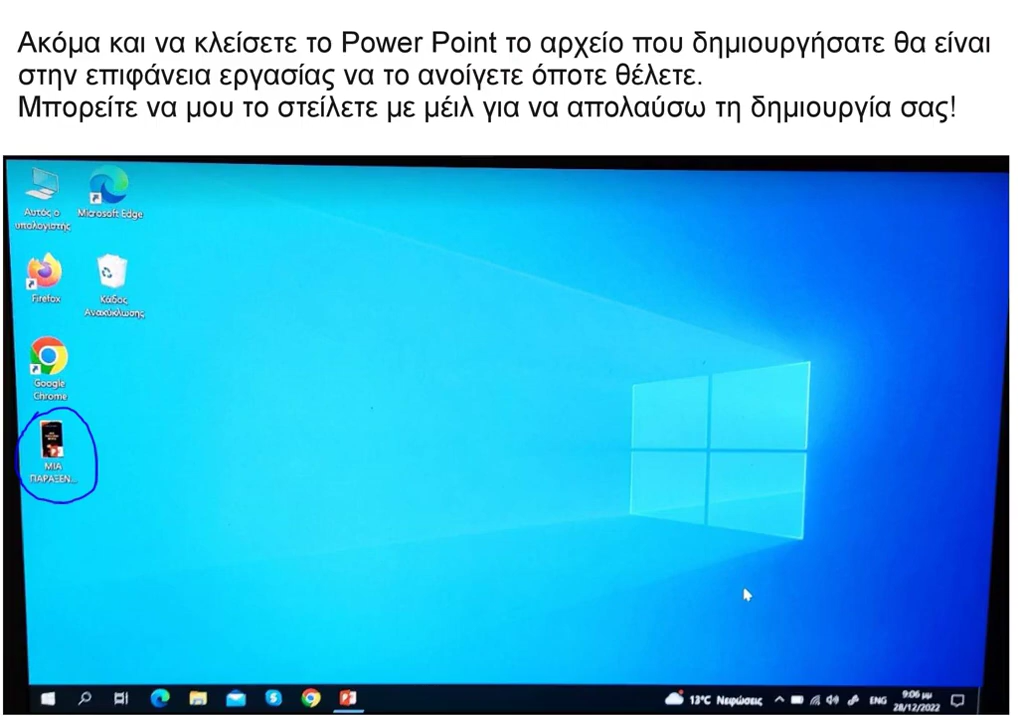 Ακόμα και να κλείσετε το Power Point το αρχείο που δημιουργήσατε θα είναι
στην επιφάνεια εργασίας να το ανοίγετε όποτε θέλετε.
Μπορείτε να μου το στείλετε με μέιλ για να απολαύσω τη δημιουργία σας!
Αυτός ο
υπολογιστής
Microsoft Edge
Firefox
Κάδος
Ανακύκλωσης
Google
Chrome
ΜΙΑ
ΠΑΡΑΞΕΝ...
13°C Νεφώσεις
ENG
9:06 μμ
28/12/2022